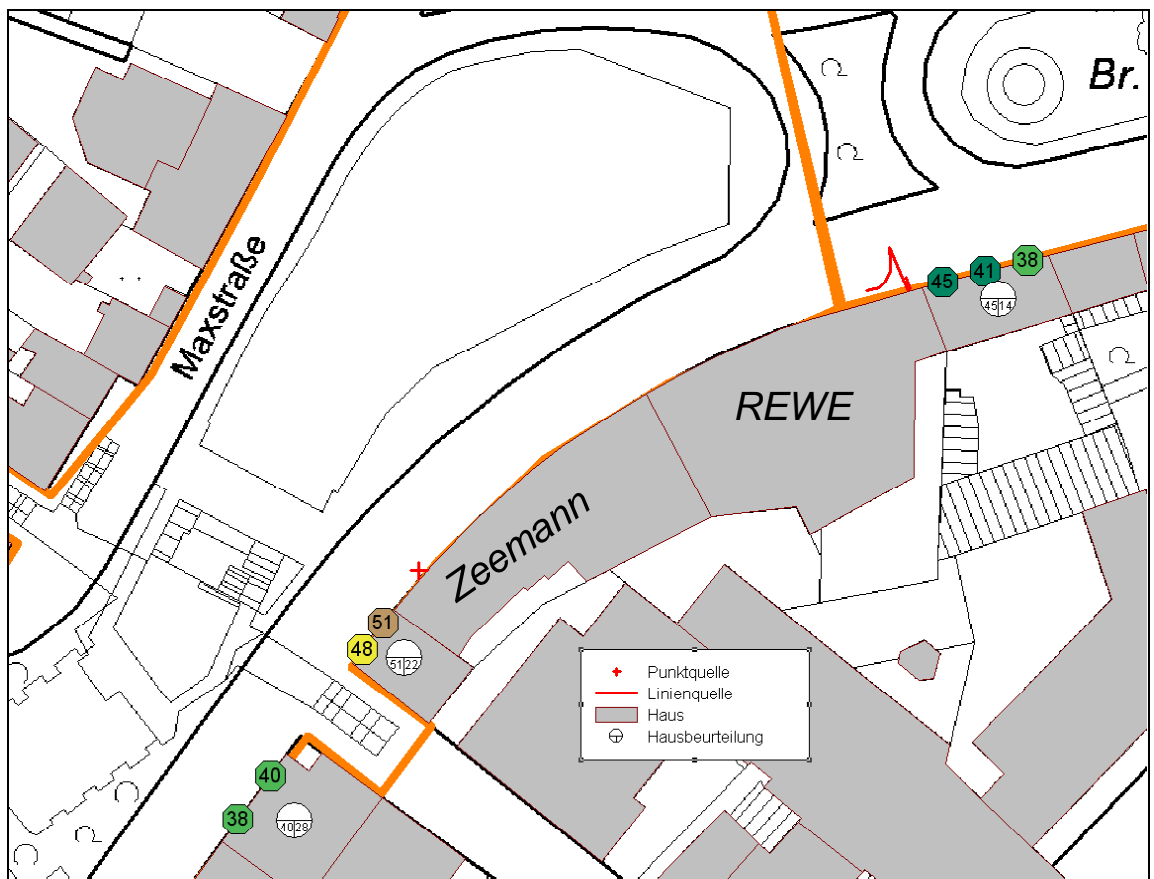 Br.
Maxstraße
45
41
38
45 14
REWE
Zeemann
51
48
51 22
Punktquelle
Linienquelle
Haus
Hausbeurteilung
40
38
40 28